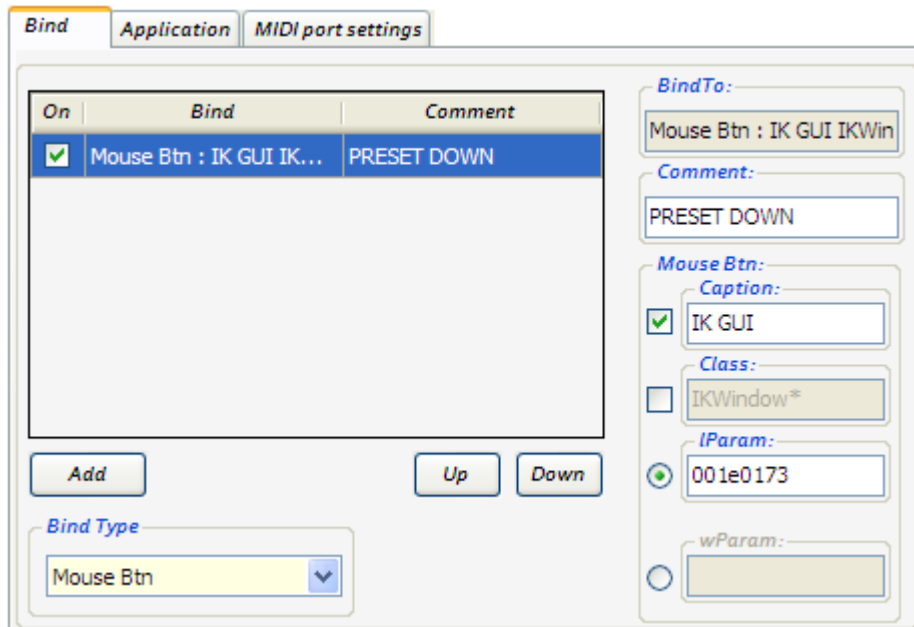 Bind Application MIDI port settings
On Bind Comment
Mouse Btn : IK GUI IK... PRESET DOWN
Add Up Down
Bind Type
Mouse Btn
BindTo:
Mouse Btn : IK GUI IKWin
Comment:
PRESET DOWN
Mouse Btn:
Caption:
IK GUI
Class:
IKWindow*
lParam:
001e0173
wParam: